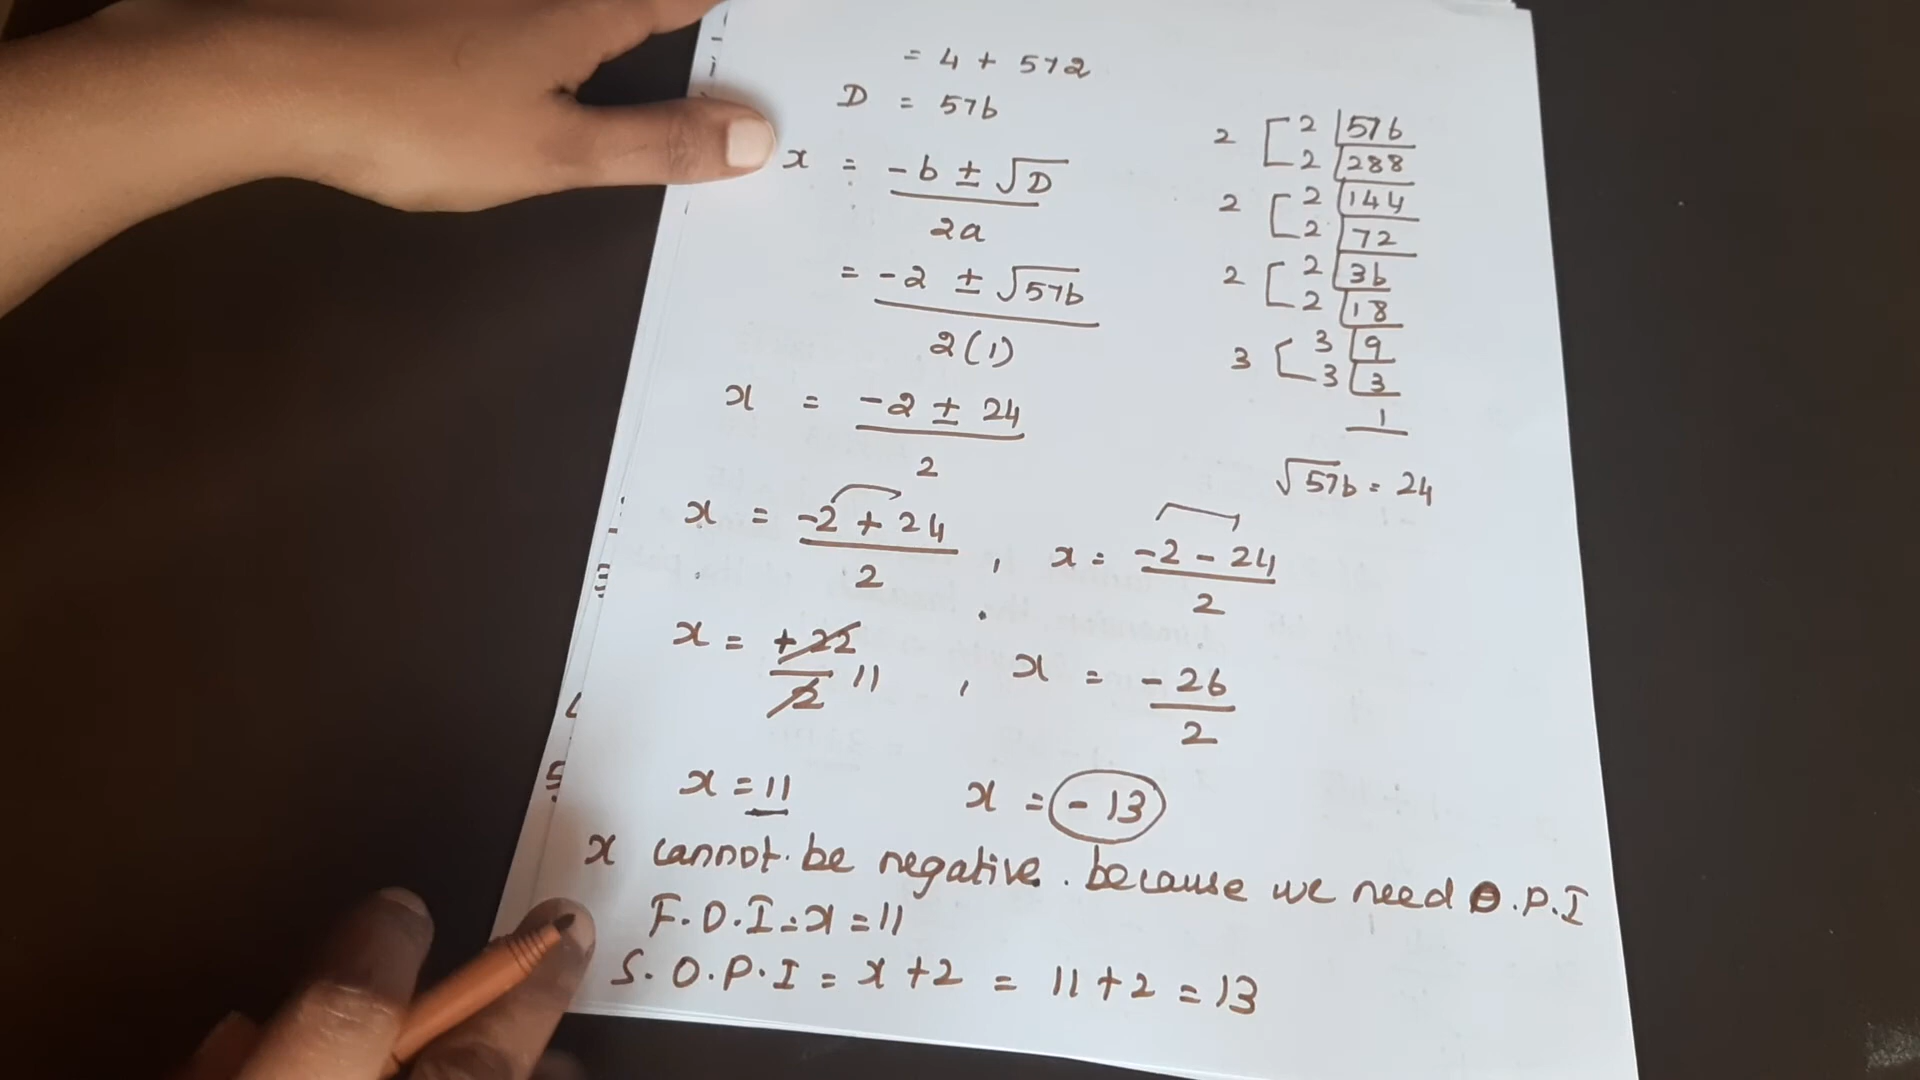 = 4 + 572
D = 576
x = -b ± √D
2a
= -2 ± √576
2(1)
x = -2 ± 24
2
x = -2 + 24
2
, x = -2 - 24
2
x = +22
2 11
, x = -26
2
x = 11
x = -13
x cannot be negative. because we need O.P.I
F.O.I = x = 11
S.O.P.I = x + 2 = 11 + 2 = 13
2 2 576
2 288
2 2 144
2 72
2 2 36
2 18
3 3 9
3 3
1
√576 = 24